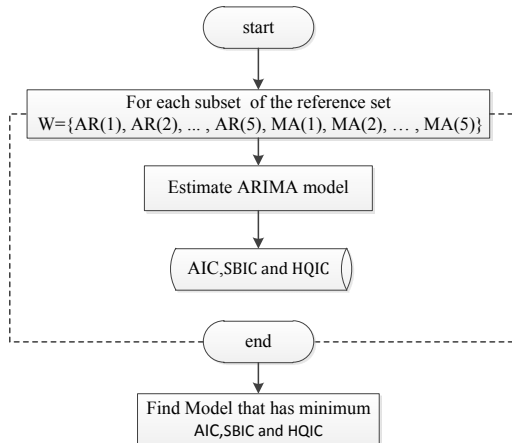 start
For each subset of the reference set
W={AR(1), AR(2), ... , AR(5), MA(1), MA(2), … , MA(5)}
Estimate ARIMA model
AIC,SBIC and HQIC
end
Find Model that has minimum
AIC,SBIC and HQIC